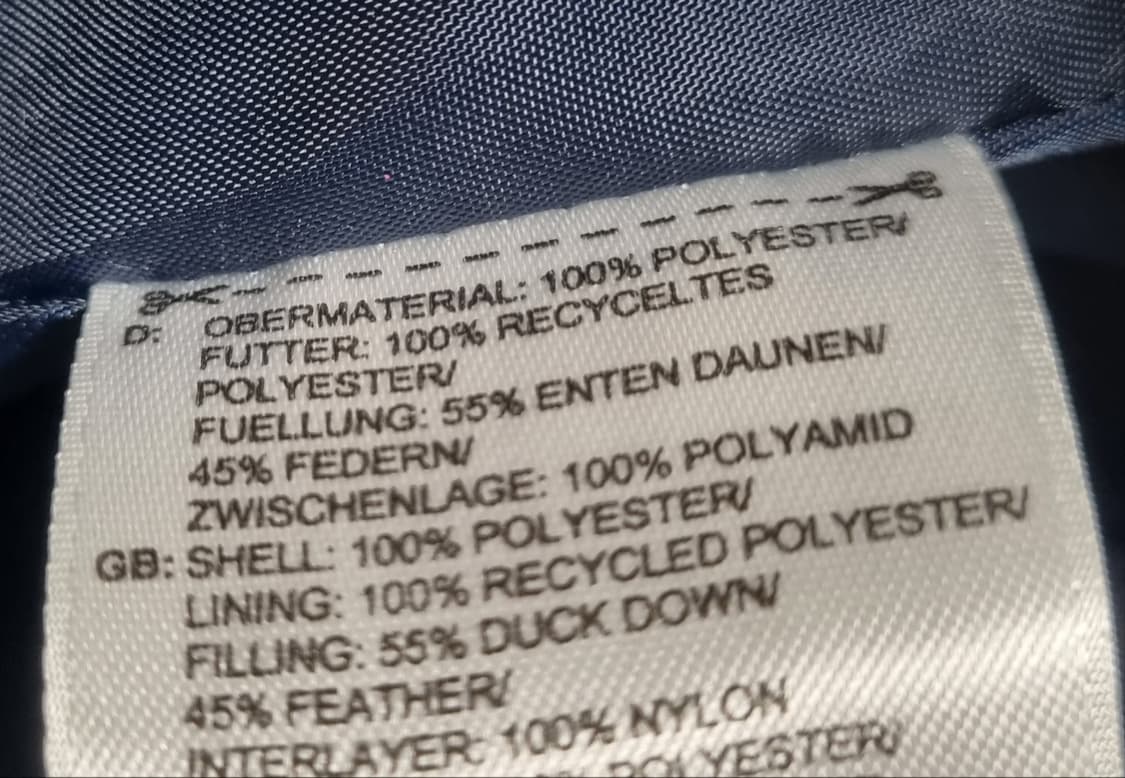 D: OBERMATERIAL: 100% POLYESTER/
FUTTER: 100% RECYCELTES
POLYESTER/
FUELLUNG: 55% ENTEN DAUNEN/
45% FEDERN/
ZWISCHENLAGE: 100% POLYAMID
GB: SHELL: 100% POLYESTER/
LINING: 100% RECYCLED POLYESTER/
FILLING: 55% DUCK DOWN/
45% FEATHER/
INTERLAYER: 100% NYLON
POLYESTER/